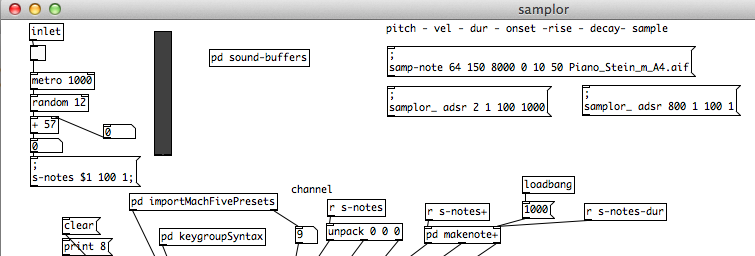 samplor
inlet
pitch - vel - dur - onset -rise - decay- sample
pd sound-buffers
;
samp-note 64 150 8000 0 10 50 Piano_Stein_m_A4.aif
metro 1000
random 12
;
samplor_ adsr 2 1 100 1000
;
samplor_ adsr 800 1 100 1
+ 57
0
0
;
s-notes $1 100 1;
channel
loadbang
pd importMachFivePresets
r s-notes
r s-notes+
1000
r s-notes-dur
clear
print 8
pd keygroupSyntax
9
unpack 0 0 0
pd makenote+